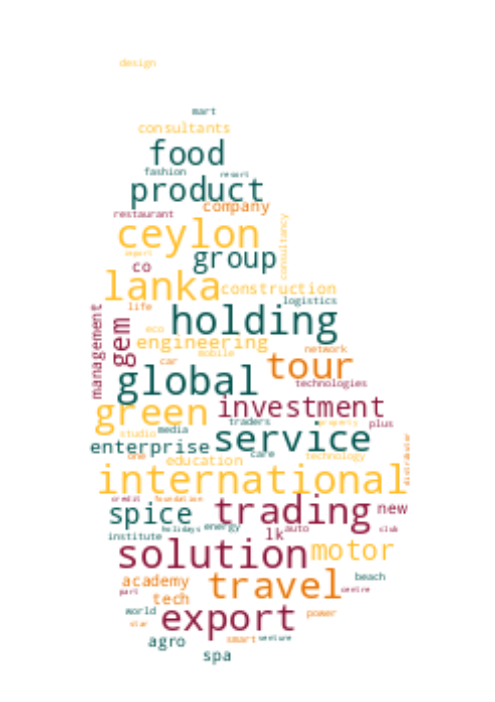 design
mart
consultants
food
fashion resort
product
restaurant company
ceylon
consultancy
group
export
co
lanka
construction
logistics
life
holding
management
gem
eco
engineering
network
mobile
car
tour
technologies
global
investment
green
traders property plus
studio media
service
enterprise
care
one
education
technology
distributor
international
credit foundation
trading
spice
new
holidays energy
auto
club
institute
lk
solution
motor
beach
academy
travel
part
centre
tech
world
export
power
star
agro
smart venture
spa